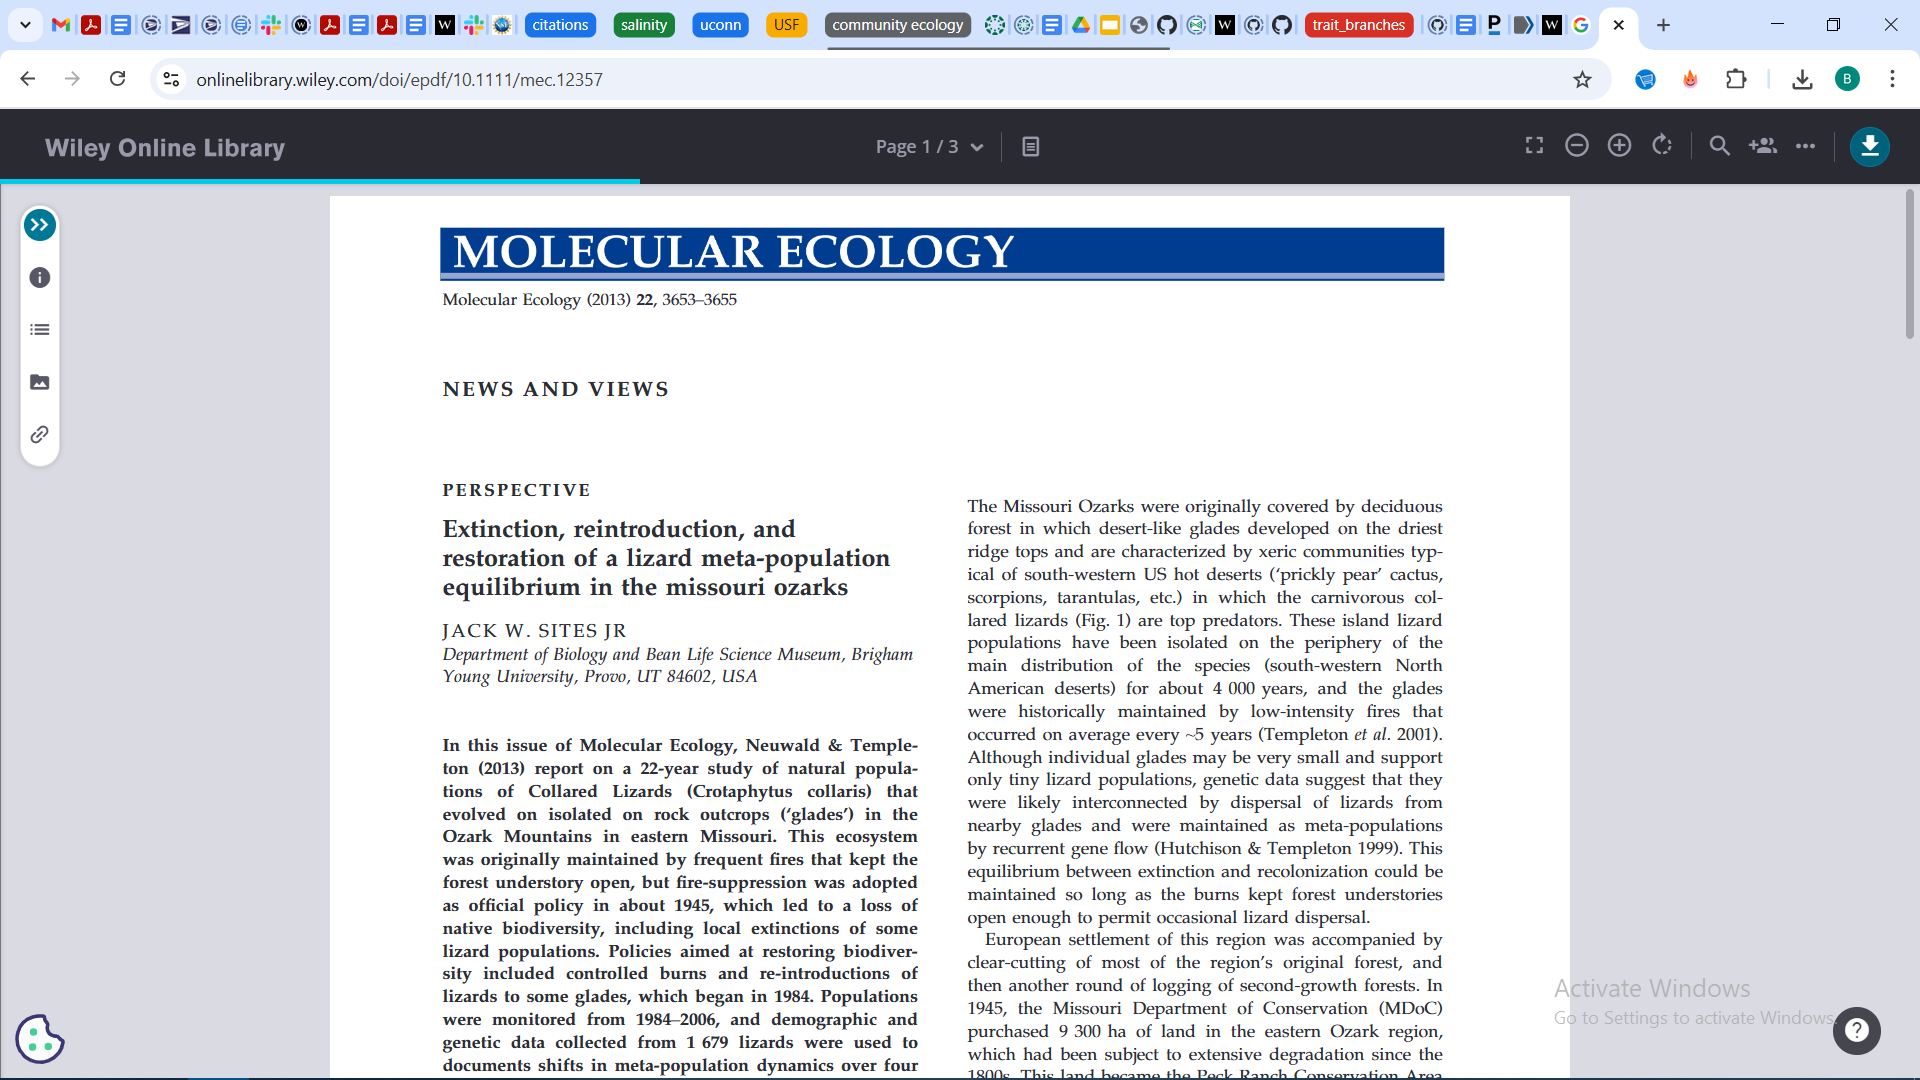 citations
salinity
uconn
USF
community ecology
trait_branches
onlinelibrary.wiley.com/doi/epdf/10.1111/mec.12357
B
Wiley Online Library
Page 1 / 3
MOLECULAR ECOLOGY
Molecular Ecology (2013) 22, 3653–3655
NEWS AND VIEWS
PERSPECTIVE
Extinction, reintroduction, and
restoration of a lizard meta-population
equilibrium in the missouri ozarks
JACK W. SITES JR
Department of Biology and Bean Life Science Museum, Brigham
Young University, Provo, UT 84602, USA
In this issue of Molecular Ecology, Neuwald & Temple-
ton (2013) report on a 22-year study of natural popula-
tions of Collared Lizards (Crotaphytus collaris) that
evolved on isolated on rock outcrops (‘glades’) in the
Ozark Mountains in eastern Missouri. This ecosystem
was originally maintained by frequent fires that kept the
forest understory open, but fire-suppression was adopted
as official policy in about 1945, which led to a loss of
native biodiversity, including local extinctions of some
lizard populations. Policies aimed at restoring biodiver-
sity included controlled burns and re-introductions of
lizards to some glades, which began in 1984. Populations
were monitored from 1984–2006, and demographic and
genetic data collected from 1 679 lizards were used to
documents shifts in meta-population dynamics over four
The Missouri Ozarks were originally covered by deciduous
forest in which desert-like glades developed on the driest
ridge tops and are characterized by xeric communities typ-
ical of south-western US hot deserts (‘prickly pear’ cactus,
scorpions, tarantulas, etc.) in which the carnivorous col-
lared lizards (Fig. 1) are top predators. These island lizard
populations have been isolated on the periphery of the
main distribution of the species (south-western North
American deserts) for about 4 000 years, and the glades
were historically maintained by low-intensity fires that
occurred on average every ~5 years (Templeton et al. 2001).
Although individual glades may be very small and support
only tiny lizard populations, genetic data suggest that they
were likely interconnected by dispersal of lizards from
nearby glades and were maintained as meta-populations
by recurrent gene flow (Hutchison & Templeton 1999). This
equilibrium between extinction and recolonization could be
maintained so long as the burns kept forest understories
open enough to permit occasional lizard dispersal.
European settlement of this region was accompanied by
clear-cutting of most of the region’s original forest, and
then another round of logging of second-growth forests. In
1945, the Missouri Department of Conservation (MDoC)
purchased 9 300 ha of land in the eastern Ozark region,
which had been subject to extensive degradation since the
1800s. This land became the Peck Ranch Conservation Area
Activate Windows
Go to Settings to activate Windows.